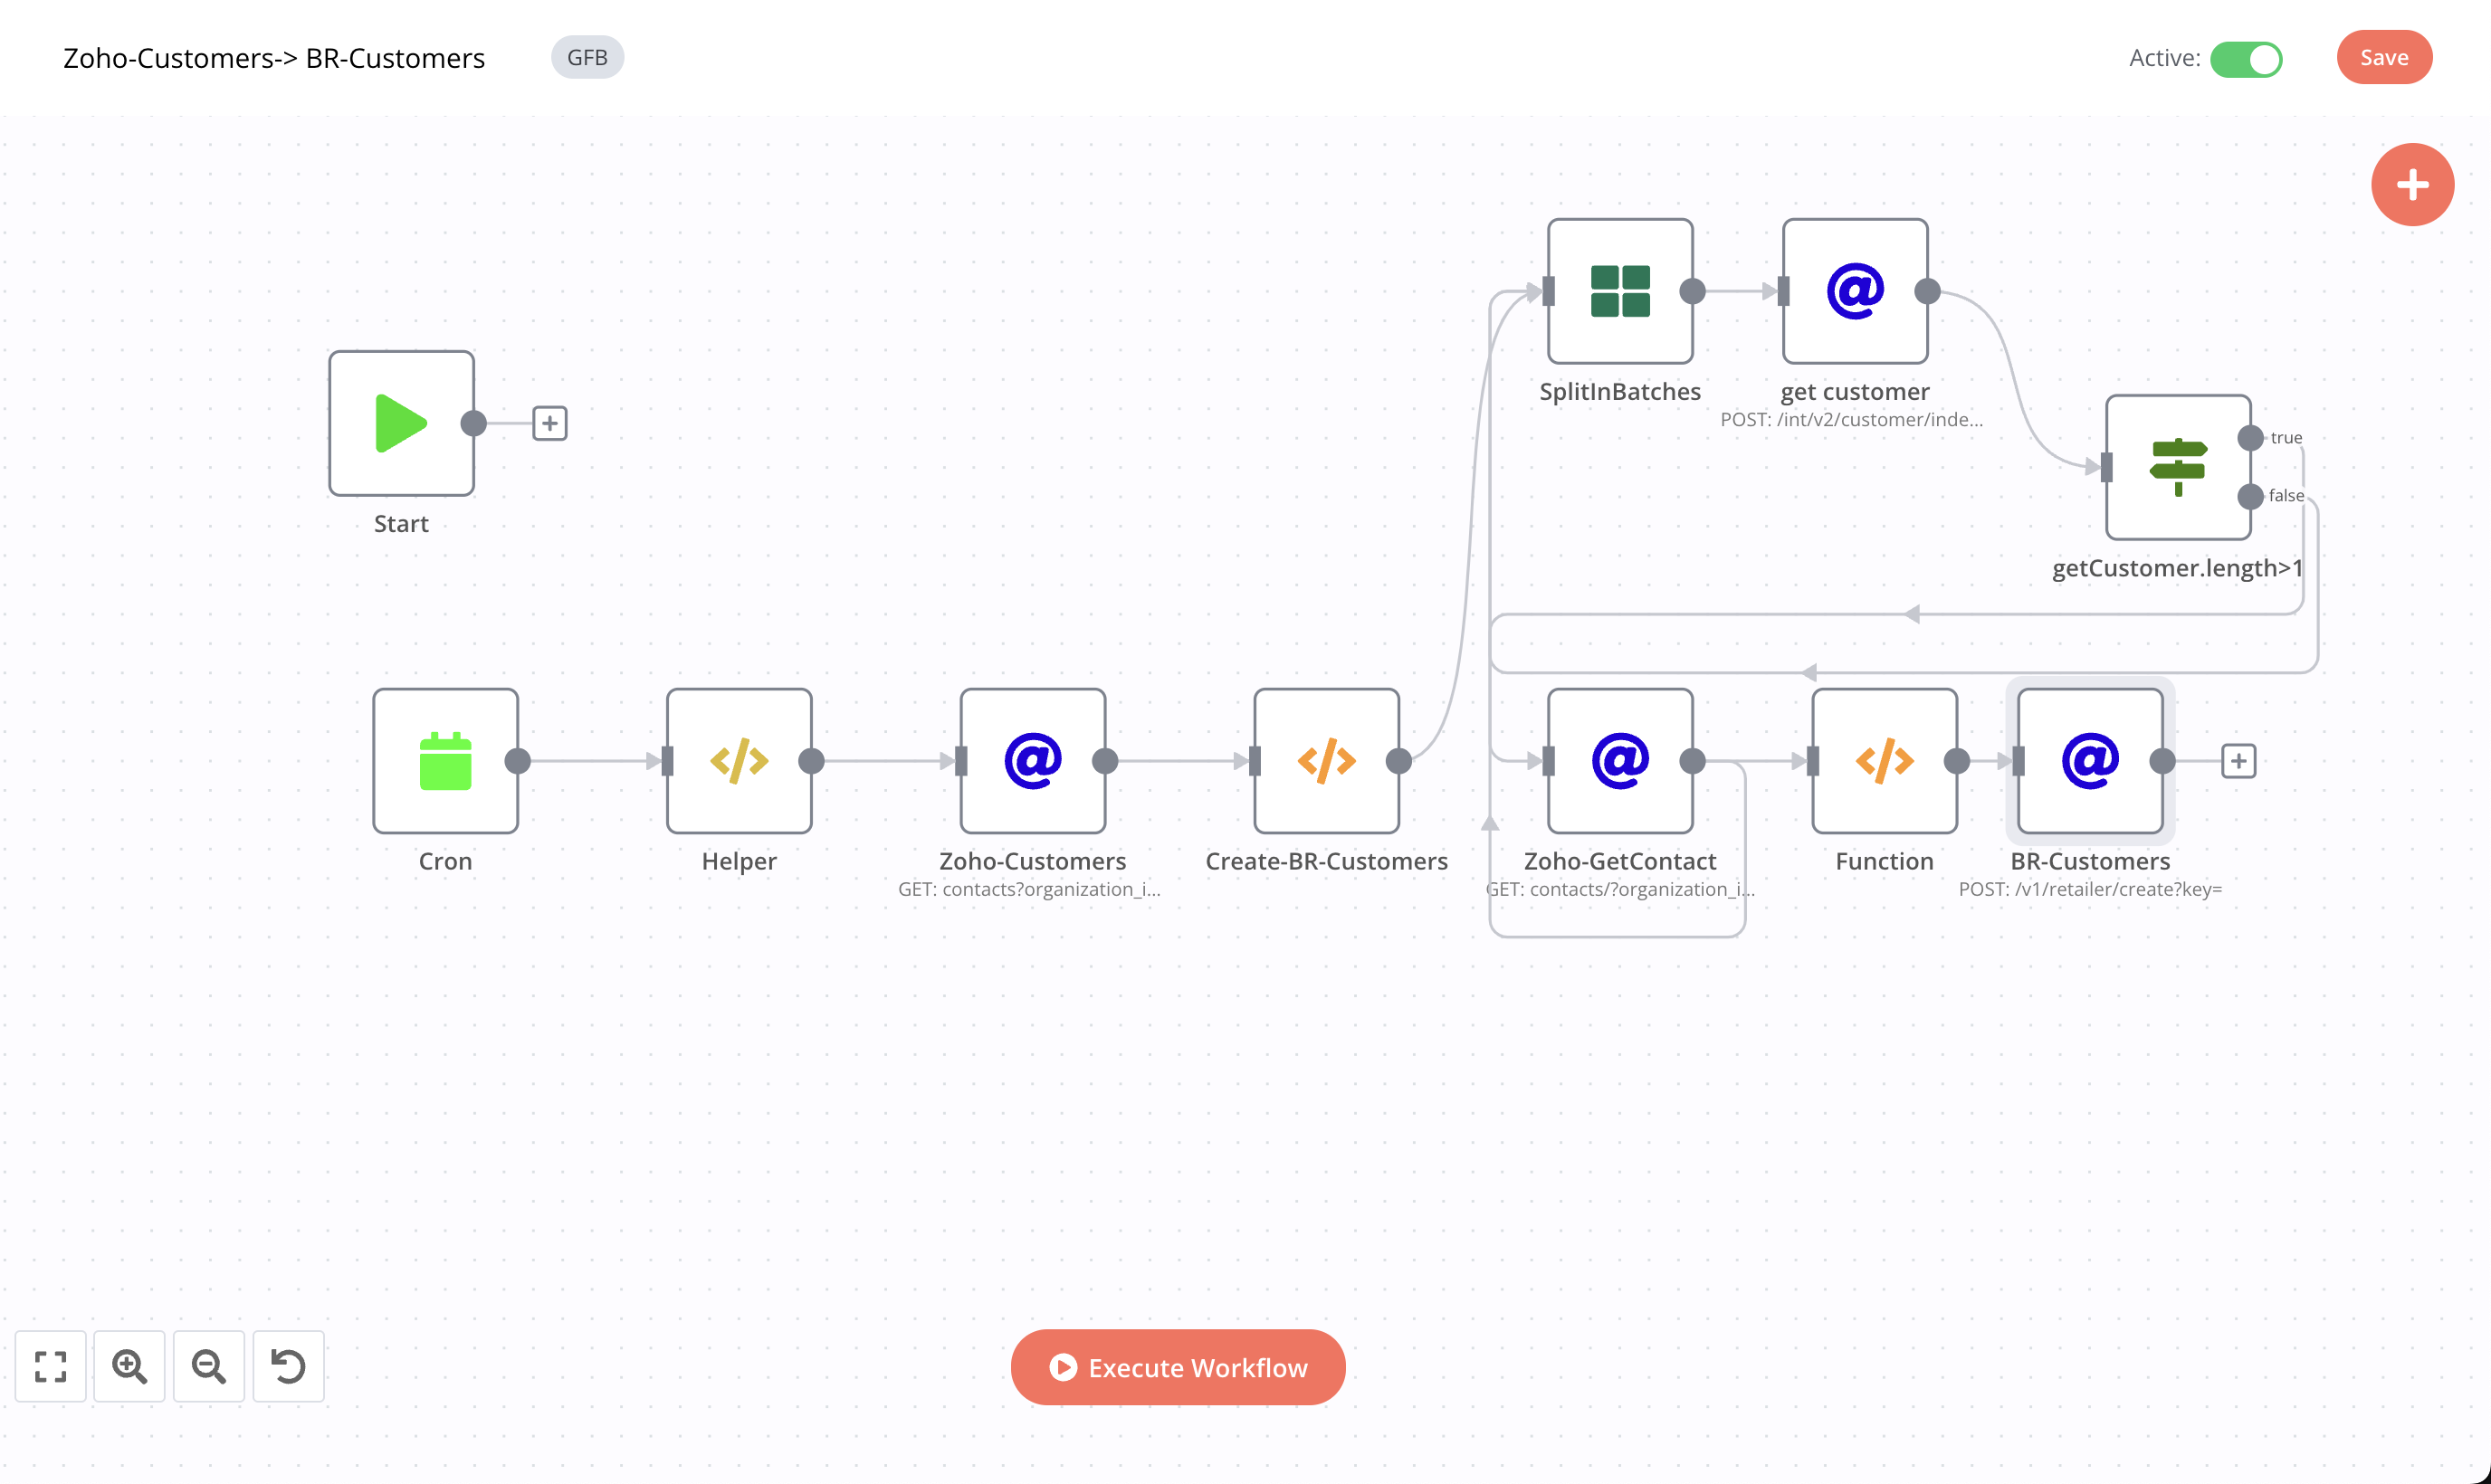 Zoho-Customers-> BR-Customers
GFB
Active:
Save
SplitInBatches
get customer
POST: /int/v2/customer/inde...
true
false
getCustomer.length>1
Start
Cron
Helper
Zoho-Customers
GET: contacts?organization_i...
Create-BR-Customers
Zoho-GetContact
GET: contacts/?organization_i...
Function
BR-Customers
POST: /v1/retailer/create?key=
Execute Workflow